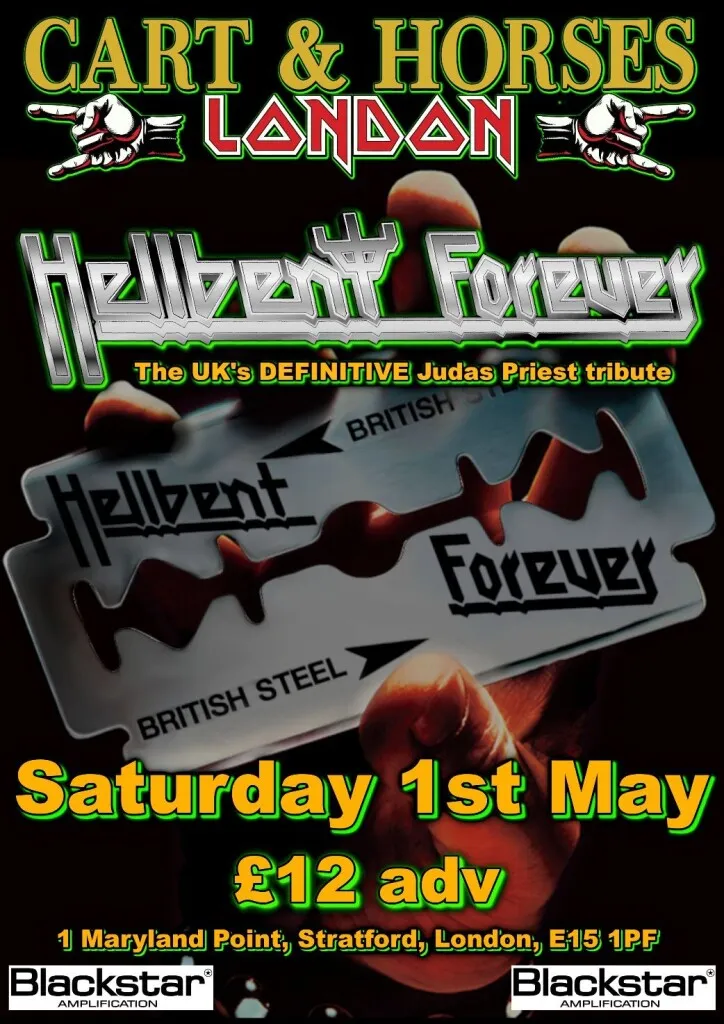 CART & HORSES
LONDON
Hellbent Forever
The UK's DEFINITIVE Judas Priest tribute
BRITISH STEEL
Hellbent
Forever
BRITISH STEEL
Saturday 1st May
£12 adv
1 Maryland Point, Stratford, London, E15 1PF
Blackstar
AMPLIFICATION
Blackstar
AMPLIFICATION